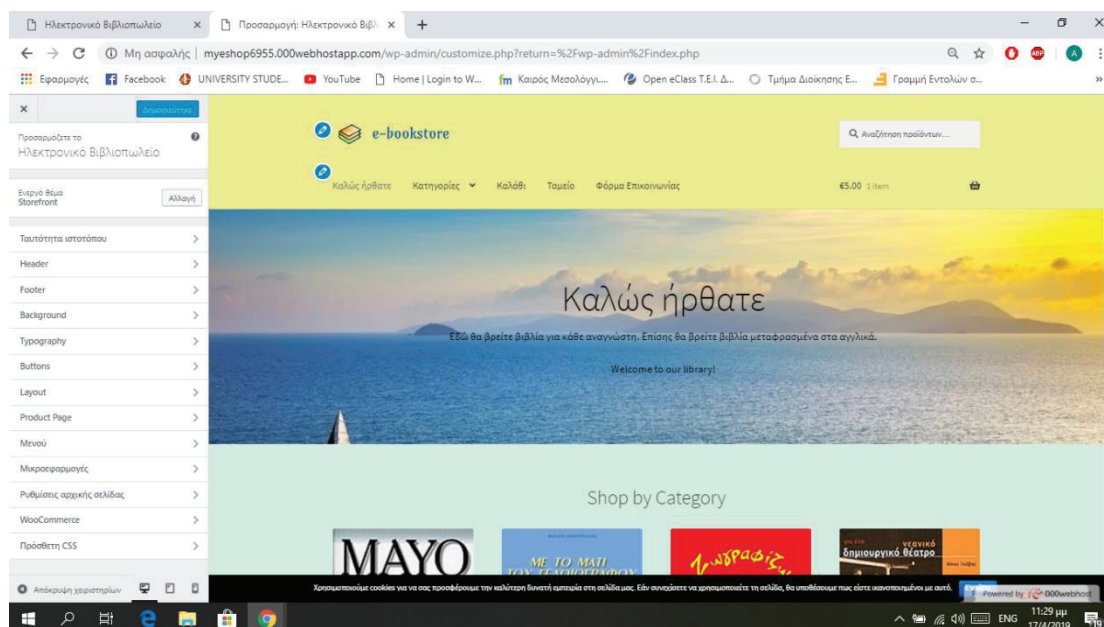 Ηλεκτρονικό Βιβλιοπωλείο
Προσαρμογή: Ηλεκτρονικό Βιβλ
Μη ασφαλής
myeshop6955.000webhostapp.com/wp-admin/customize.php?return=%2Fwp-admin%2Findex.php
Εφαρμογές
Facebook
UNIVERSITY STUDE...
YouTube
Home | Login to W...
Καιρός Μεσολόγγι,...
Open eClass T.E.I. Δ...
Τμήμα Διοίκησης Ε...
Γραμμή Εντολών σ...
Δημοσιεύτηκε
Προσαρμόζετε το
Ηλεκτρονικό Βιβλιοπωλείο
Ενεργό θέμα
Storefront
Αλλαγή
Ταυτότητα ιστοτόπου
Header
Footer
Background
Typography
Buttons
Layout
Product Page
Μενού
Μικροεφαρμογές
Ρυθμίσεις αρχικής σελίδας
WooCommerce
Πρόσθετη CSS
Απόκρυψη χειριστηρίων
e-bookstore
Αναζήτηση προϊόντων...
Καλώς ήρθατε
Κατηγορίες
Καλάθι
Ταμείο
Φόρμα Επικοινωνίας
€5.00 1 item
Καλώς ήρθατε
Εδώ θα βρείτε βιβλία για κάθε αναγνώστη. Επίσης θα βρείτε βιβλία μεταφρασμένα στα αγγλικά.
Welcome to our library!
Shop by Category
MAYO
ΜΕ ΤΟ ΜΑΤΙ
ΤΟΥ ΓΕΛΟΙΟΓΡΑΦΟΥ
Ζωγραφίζ
για ένα
νεανικό
δημιουργικό θέατρο
Χρησιμοποιούμε cookies για να σας προσφέρουμε την καλύτερη δυνατή εμπειρία στη σελίδα μας. Εάν συνεχίσετε να χρησιμοποιείτε τη σελίδα, θα υποθέσουμε πως είστε ικανοποιημένοι με αυτό.
Powered by 000webhost
ENG
11:29 μμ
17/4/2019
19